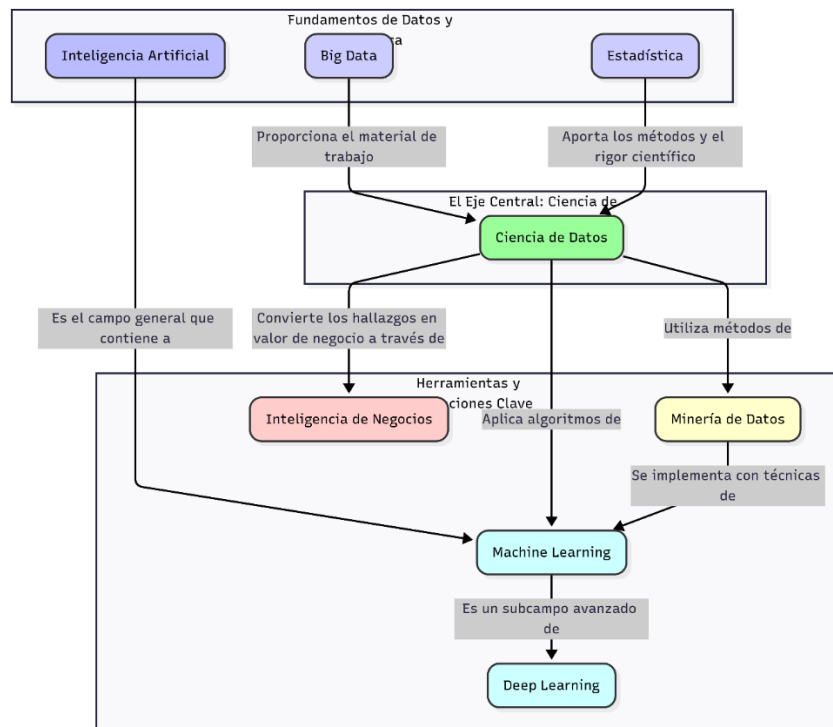 Fundamentos de Datos y
Inteligencia Artificial
Big Data
Estadística
Proporciona el material de
trabajo
Aporta los métodos y el
rigor científico
El Eje Central: Ciencia de
Ciencia de Datos
Es el campo general que
contiene a
Convierte los hallazgos en
valor de negocio a través de
Utiliza métodos de
Herramientas y
ciones Clave
Inteligencia de Negocios
Aplica algoritmos de
Minería de Datos
Se implementa con técnicas
de
Machine Learning
Es un subcampo avanzado
de
Deep Learning